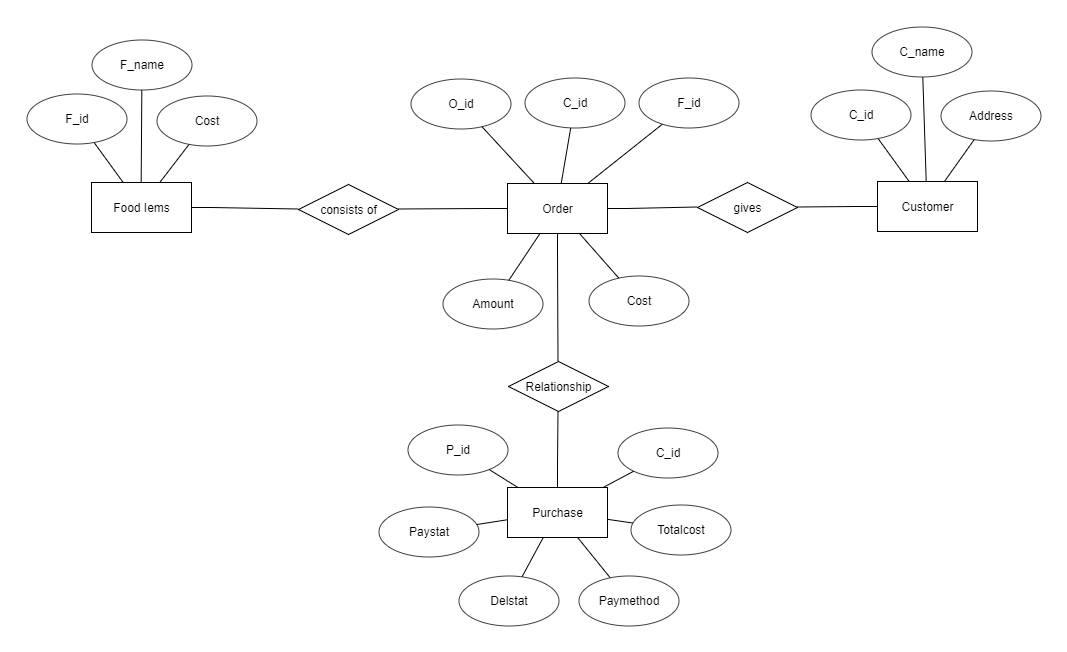 C_name
F_name
O_id
C_id
F_id
C_id
Address
F_id
Cost
Food Iems
consists of
Order
gives
Customer
Amount
Cost
Relationship
P_id
C_id
Purchase
Paystat
Totalcost
Delstat
Paymethod